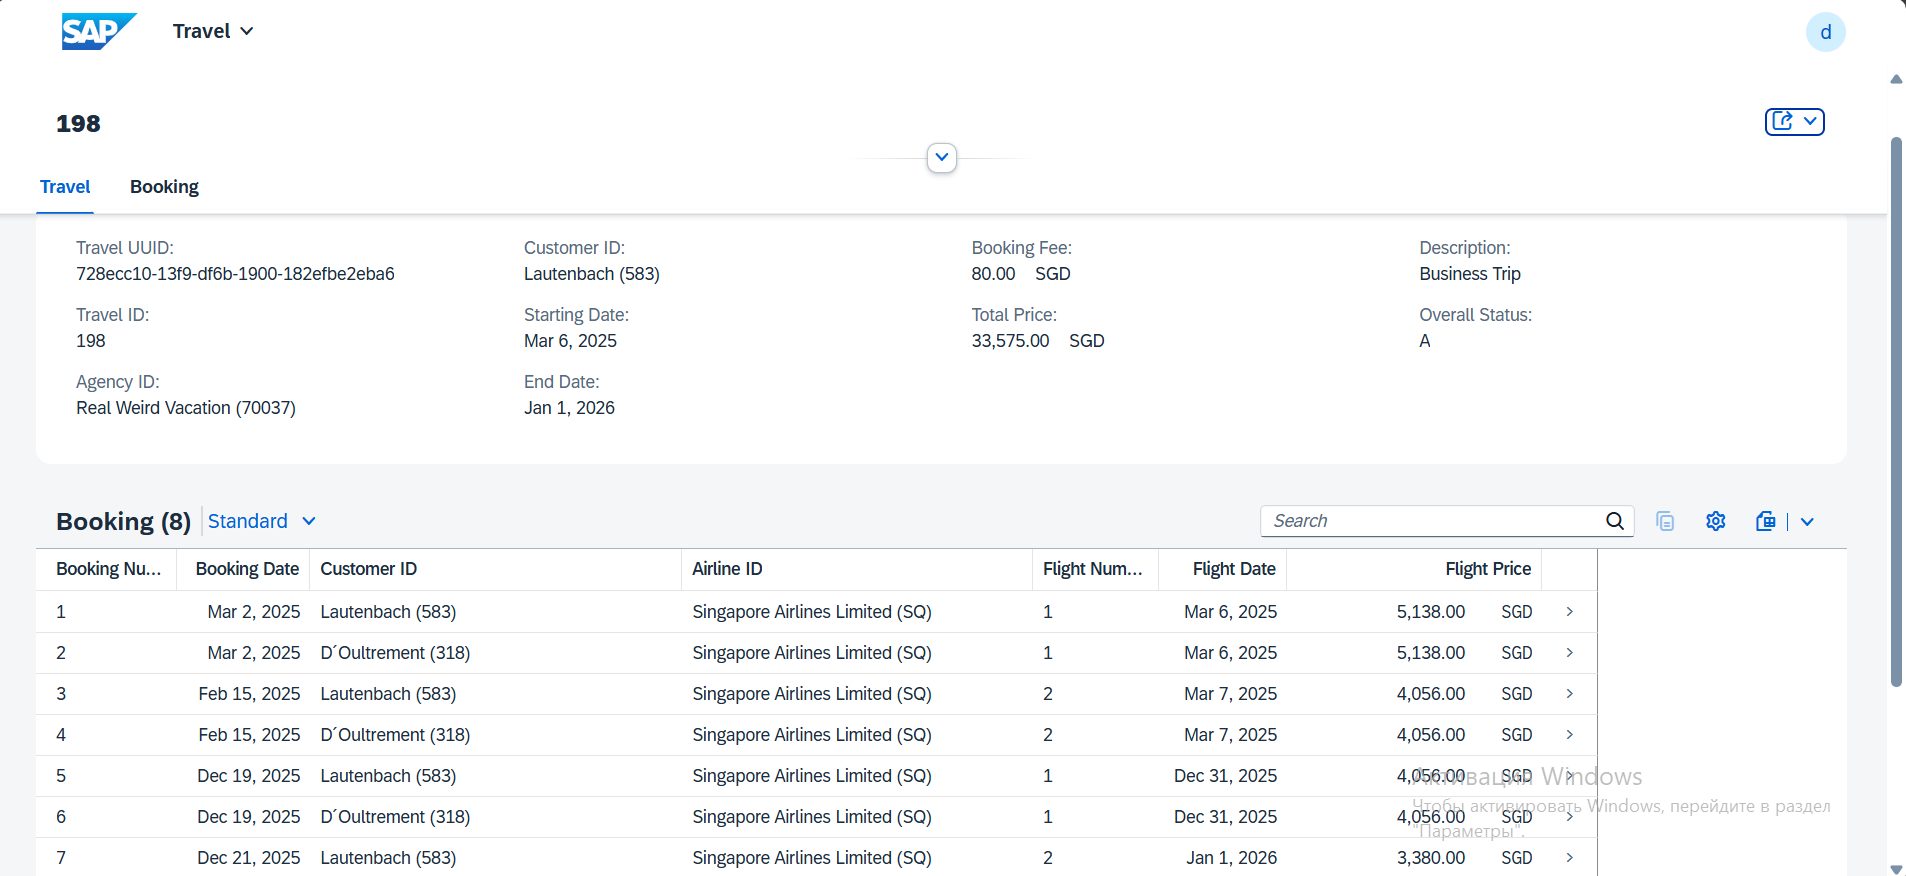 SAP Travel d
198
Travel Booking
Travel UUID: Customer ID: Booking Fee: Description:
728ecc10-13f9-df6b-1900-182efbe2eba6 Lautenbach (583) 80.00 SGD Business Trip
Travel ID: Starting Date: Total Price: Overall Status:
198 Mar 6, 2025 33,575.00 SGD A
Agency ID: End Date:
Real Weird Vacation (70037) Jan 1, 2026
Booking (8) Standard Search
Booking Nu... Booking Date Customer ID Airline ID Flight Num... Flight Date Flight Price
1 Mar 2, 2025 Lautenbach (583) Singapore Airlines Limited (SQ) 1 Mar 6, 2025 5,138.00 SGD
2 Mar 2, 2025 D´Oultrement (318) Singapore Airlines Limited (SQ) 1 Mar 6, 2025 5,138.00 SGD
3 Feb 15, 2025 Lautenbach (583) Singapore Airlines Limited (SQ) 2 Mar 7, 2025 4,056.00 SGD
4 Feb 15, 2025 D´Oultrement (318) Singapore Airlines Limited (SQ) 2 Mar 7, 2025 4,056.00 SGD
5 Dec 19, 2025 Lautenbach (583) Singapore Airlines Limited (SQ) 1 Dec 31, 2025 4,056.00 SGD
Активация Windows
Чтобы активировать Windows, перейдите в раздел
"Параметры".
6 Dec 19, 2025 D´Oultrement (318) Singapore Airlines Limited (SQ) 1 Dec 31, 2025 4,056.00 SGD
7 Dec 21, 2025 Lautenbach (583) Singapore Airlines Limited (SQ) 2 Jan 1, 2026 3,380.00 SGD